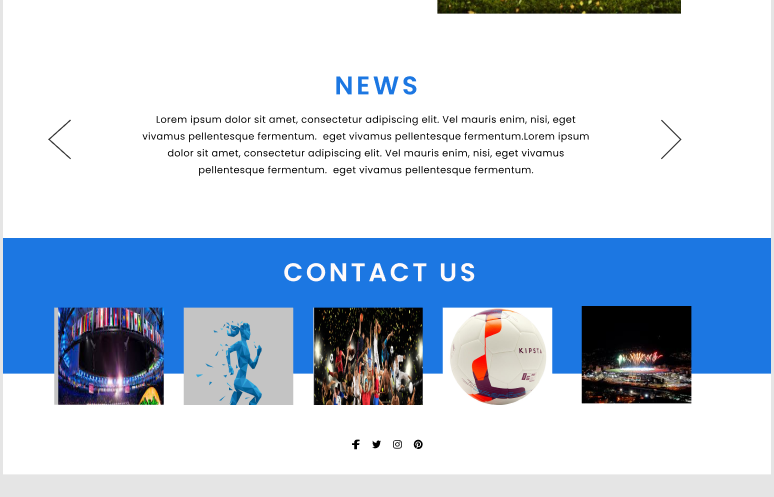 NEWS
Lorem ipsum dolor sit amet, consectetur adipiscing elit. Vel mauris enim, nisi, eget
vivamus pellentesque fermentum.  eget vivamus pellentesque fermentum.Lorem ipsum
dolor sit amet, consectetur adipiscing elit. Vel mauris enim, nisi, eget vivamus
pellentesque fermentum.  eget vivamus pellentesque fermentum.
CONTACT US
KIPSTA